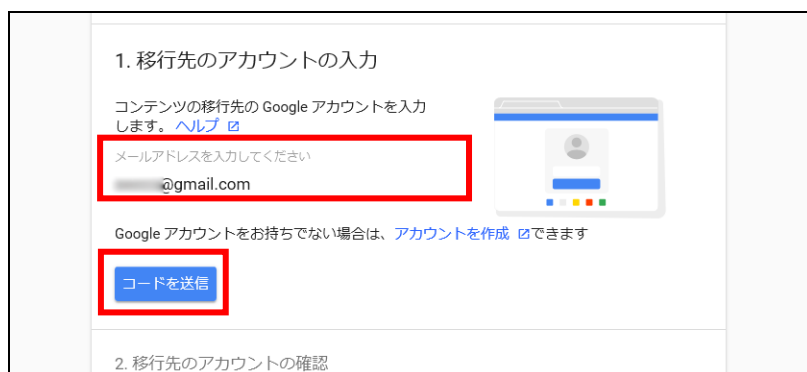 1. 移行先のアカウントの入力
コンテンツの移行先の Google アカウントを入力
します。 ヘルプ
メールアドレスを入力してください
@gmail.com
Google アカウントをお持ちでない場合は、アカウントを作成 できます
コードを送信
2. 移行先のアカウントの確認